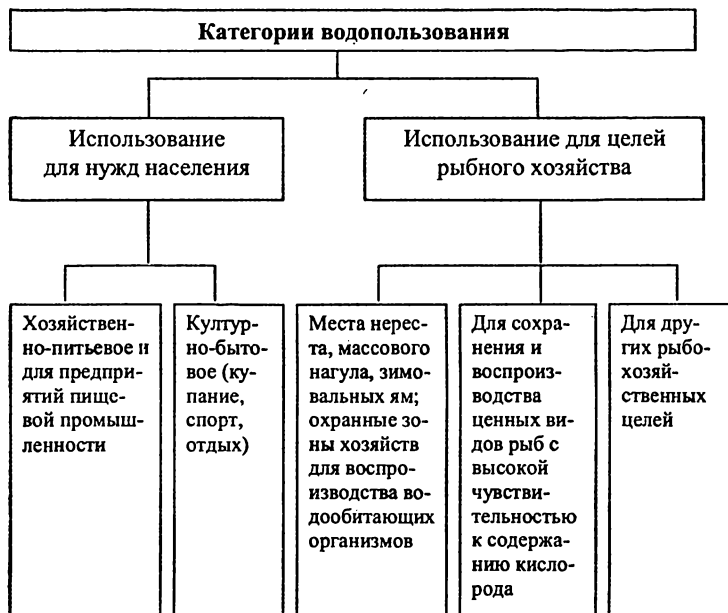 Категории водопользования
Использование
для нужд населения
Использование для целей
рыбного хозяйства
Хозяйствен-
но-питьевое и
для предпри-
ятий пище-
вой промыш-
ленности
Културно-
но-быто-
вое (ку-
пание,
спорт,
отдых)
Места нерес-
та, массового
нагула, зимо-
вальных ям;
охранные зо-
ны хозяйств
для воспро-
изводства во-
дообитающих
организмов
Для сохра-
нения и
воспроиз-
водства
ценных ви-
дов рыб с
высокой
чувстви-
тельностью
к содержа-
нию кисло-
рода
Для дру-
гих рыбо-
хозяй-
ственных
целей